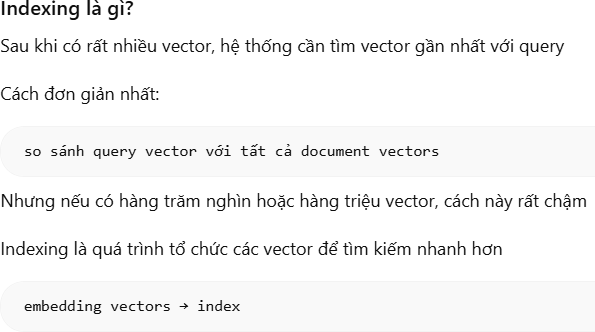 Indexing là gì?
Sau khi có rất nhiều vector, hệ thống cần tìm vector gần nhất với query
Cách đơn giản nhất:
so sánh query vector với tất cả document vectors
Nhưng nếu có hàng trăm nghìn hoặc hàng triệu vector, cách này rất chậm
Indexing là quá trình tổ chức các vector để tìm kiếm nhanh hơn
embedding vectors → index